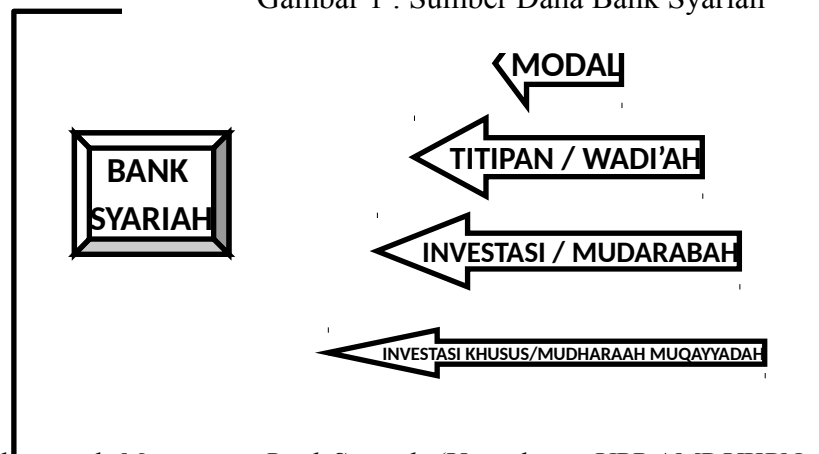 Gambar 1 : Sumber Dana Bank Syariah
MODAL
TITIPAN / WADI’AH
BANK
SYARIAH
INVESTASI / MUDARABAH
INVESTASI KHUSUS/MUDHARAAH MUQAYYADAH